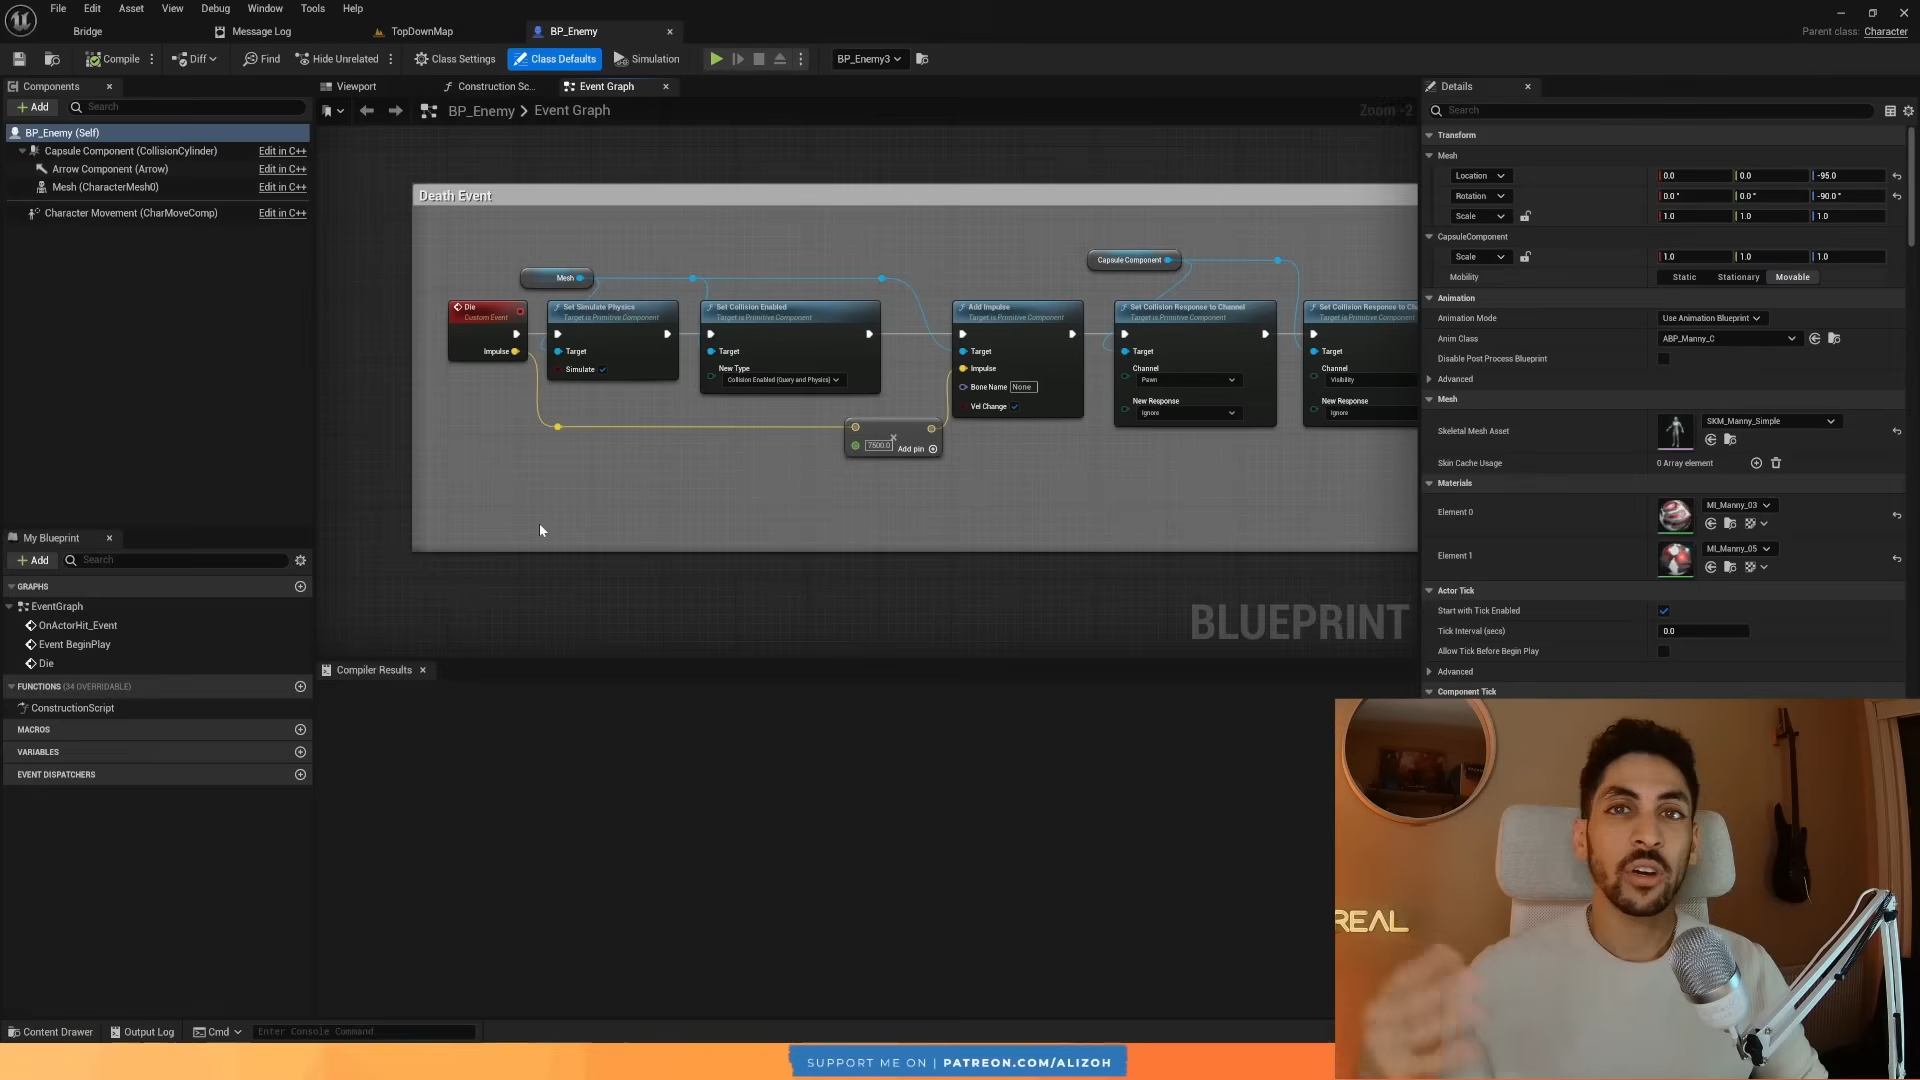 File Edit Asset View Debug Window Tools Help
Bridge Message Log TopDownMap BP_Enemy
Parent class: Character
Compile Diff Find Hide Unrelated Class Settings Class Defaults Simulation BP_Enemy3
Components
Add Search
BP_Enemy (Self)
Capsule Component (CollisionCylinder) Edit in C++
Arrow Component (Arrow) Edit in C++
Mesh (CharacterMesh0) Edit in C++
Character Movement (CharMoveComp) Edit in C++
My Blueprint
Add Search
GRAPHS
EventGraph
OnActorHit_Event
Event BeginPlay
Die
FUNCTIONS (34 OVERRIDABLE)
ConstructionScript
MACROS
VARIABLES
EVENT DISPATCHERS
Viewport Construction Sc... Event Graph
BP_Enemy > Event Graph Zoom -2
Death Event
Mesh
Capsule Component
Die
Custom Event
Impulse
Set Simulate Physics
Target is Primitive Component
Target
Simulate
Set Collision Enabled
Target is Primitive Component
Target
New Type
Collision Enabled (Query and Physics)
Add Impulse
Target is Primitive Component
Target
Impulse
Bone Name None
Vel Change
Set Collision Response to Channel
Target is Primitive Component
Target
Channel
Pawn
New Response
Ignore
Set Collision Response to Cha
Target is Primitive Component
Target
Channel
Visibility
New Response
Ignore
7500.0
Add pin
BLUEPRINT
Compiler Results
Details
Search
Transform
Mesh
Location 0.0 0.0 -95.0
Rotation 0.0 ° 0.0 ° -90.0 °
Scale 1.0 1.0 1.0
CapsuleComponent
Scale 1.0 1.0 1.0
Mobility Static Stationary Movable
Animation
Animation Mode Use Animation Blueprint
Anim Class ABP_Manny_C
Disable Post Process Blueprint
Advanced
Mesh
Skeletal Mesh Asset SKM_Manny_Simple
Skin Cache Usage 0 Array element
Materials
Element 0 MI_Manny_03
Element 1 MI_Manny_05
Actor Tick
Start with Tick Enabled
Tick Interval (secs) 0.0
Allow Tick Before Begin Play
Advanced
Component Tick
REAL
Content Drawer Output Log Cmd Enter Console Command
SUPPORT ME ON | PATREON.COM/ALIZOH